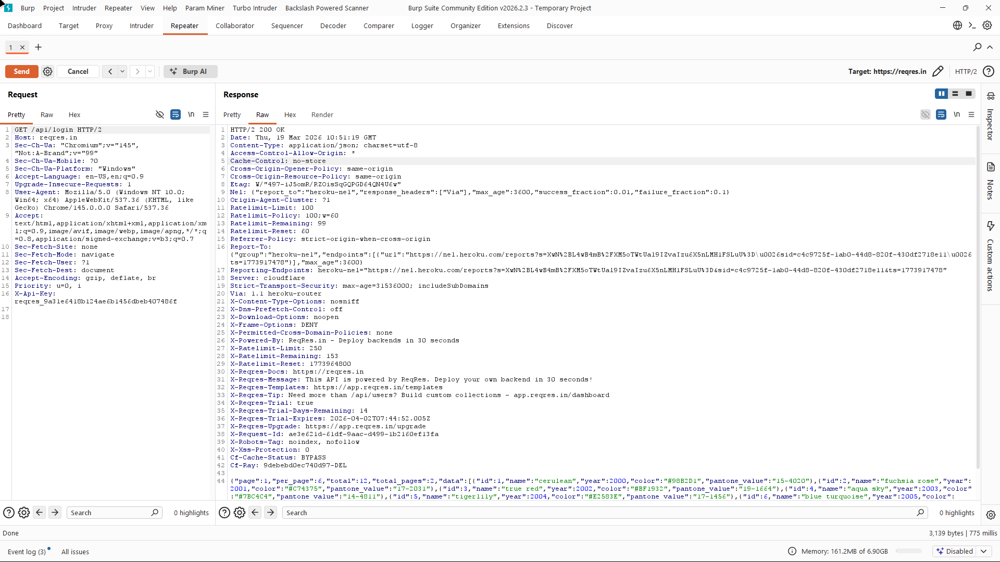 Burp Project Intruder Repeater View Help Param Miner Turbo Intruder Backslash Powered Scanner Burp Suite Community Edition v2026.2.3 - Temporary Project
Dashboard Target Proxy Intruder Repeater Collaborator Sequencer Decoder Comparer Logger Organizer Extensions Discover
1
Send Cancel Burp AI Target: https://reqres.in HTTP/2
Request
Pretty Raw Hex \n
1 GET /api/login HTTP/2
2 Host: reqres.in
3 Sec-Ch-Ua: "Chromium";v="145",
"Not:A-Brand";v="99"
4 Sec-Ch-Ua-Mobile: ?0
5 Sec-Ch-Ua-Platform: "Windows"
6 Accept-Language: en-US,en;q=0.9
7 Upgrade-Insecure-Requests: 1
8 User-Agent: Mozilla/5.0 (Windows NT 10.0;
Win64; x64) AppleWebKit/537.36 (KHTML, like
Gecko) Chrome/145.0.0.0 Safari/537.36
9 Accept:
text/html,application/xhtml+xml,application/xm
l;q=0.9,image/avif,image/webp,image/apng,*/*;q
=0.8,application/signed-exchange;v=b3;q=0.7
10 Sec-Fetch-Site: none
11 Sec-Fetch-Mode: navigate
12 Sec-Fetch-User: ?1
13 Sec-Fetch-Dest: document
14 Accept-Encoding: gzip, deflate, br
15 Priority: u=0, i
16 X-Api-Key:
reqres_9a31e6418b124ae6b1456dbeb407486f
17
18
Response
Pretty Raw Hex Render \n
1 HTTP/2 200 OK
2 Date: Thu, 19 Mar 2026 10:51:19 GMT
3 Content-Type: application/json; charset=utf-8
4 Access-Control-Allow-Origin: *
5 Cache-Control: no-store
6 Cross-Origin-Opener-Policy: same-origin
7 Cross-Origin-Resource-Policy: same-origin
8 Etag: W/"497-iJ5omR/RZOisSqGQPGD64QN4U6w"
9 Nel: {"report_to":"heroku-nel","response_headers":["Via"],"max_age":3600,"success_fraction":0.01,"failure_fraction":0.1}
10 Origin-Agent-Cluster: ?1
11 Ratelimit-Limit: 100
12 Ratelimit-Policy: 100;w=60
13 Ratelimit-Remaining: 99
14 Ratelimit-Reset: 60
15 Referrer-Policy: strict-origin-when-cross-origin
16 Report-To:
{"group":"heroku-nel","endpoints":[{"url":"https://nel.heroku.com/reports?s=XwN%2BL4wB4mB%2FXM5oTWtUal9IZvaIzu6X5nLMH1FSLuU%3D\u0026sid=c4c9725f-1ab0-44d8-820f-430df2718e11\u0026
ts=1773917478"}],"max_age":3600}
17 Reporting-Endpoints: heroku-nel="https://nel.heroku.com/reports?s=XwN%2BL4wB4mB%2FXM5oTWtUal9IZvaIzu6X5nLMH1FSLuU%3D&sid=c4c9725f-1ab0-44d8-820f-430df2718e11&ts=1773917478"
18 Server: cloudflare
19 Strict-Transport-Security: max-age=31536000; includeSubDomains
20 Via: 1.1 heroku-router
21 X-Content-Type-Options: nosniff
22 X-Dns-Prefetch-Control: off
23 X-Download-Options: noopen
24 X-Frame-Options: DENY
25 X-Permitted-Cross-Domain-Policies: none
26 X-Powered-By: ReqRes.in - Deploy backends in 30 seconds
27 X-Ratelimit-Limit: 250
28 X-Ratelimit-Remaining: 153
29 X-Ratelimit-Reset: 1773964800
30 X-Reqres-Docs: https://reqres.in
31 X-Reqres-Message: This API is powered by ReqRes. Deploy your own backend in 30 seconds!
32 X-Reqres-Templates: https://app.reqres.in/templates
33 X-Reqres-Tip: Need more than /api/users? Build custom collections - app.reqres.in/dashboard
34 X-Reqres-Trial: true
35 X-Reqres-Trial-Days-Remaining: 14
36 X-Reqres-Trial-Expires: 2026-04-02T07:44:52.005Z
37 X-Reqres-Upgrade: https://app.reqres.in/upgrade
38 X-Request-Id: ae3e621d-61df-9aac-d499-1b2160ef13fa
39 X-Robots-Tag: noindex, nofollow
40 X-Xss-Protection: 0
41 Cf-Cache-Status: BYPASS
42 Cf-Ray: 9debebd0ec740d97-DEL
43
44 {"page":1,"per_page":6,"total":12,"total_pages":2,"data":[{"id":1,"name":"cerulean","year":2000,"color":"#98B2D1","pantone_value":"15-4020"},{"id":2,"name":"fuchsia rose","year":
2001,"color":"#C74375","pantone_value":"17-2031"},{"id":3,"name":"true red","year":2002,"color":"#BF1932","pantone_value":"19-1664"},{"id":4,"name":"aqua sky","year":2003,"color"
:"#7BC4C4","pantone_value":"14-4811"},{"id":5,"name":"tigerlily","year":2004,"color":"#E2583E","pantone_value":"17-1456"},{"id":6,"name":"blue turquoise","year":2005,"color":
Inspector
Notes
Custom actions
Search 0 highlights
Search 0 highlights
Done 3,139 bytes | 775 millis
Event log (3) All issues Memory: 161.2MB of 6.90GB Disabled